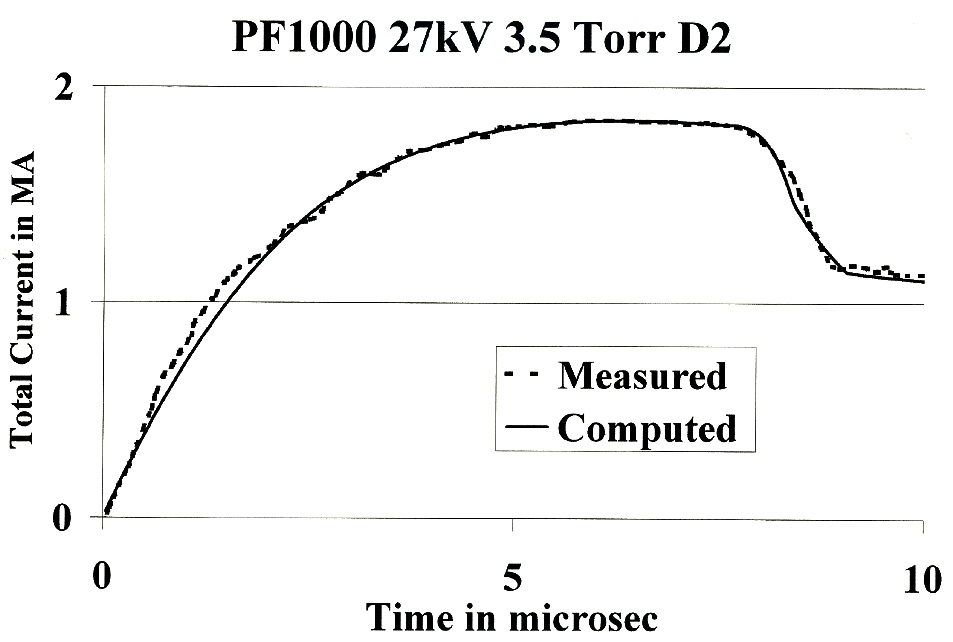 PF1000 27kV 3.5 Torr D2
Total Current in MA
2
1
0
Measured
Computed
0 5 10
Time in microsec